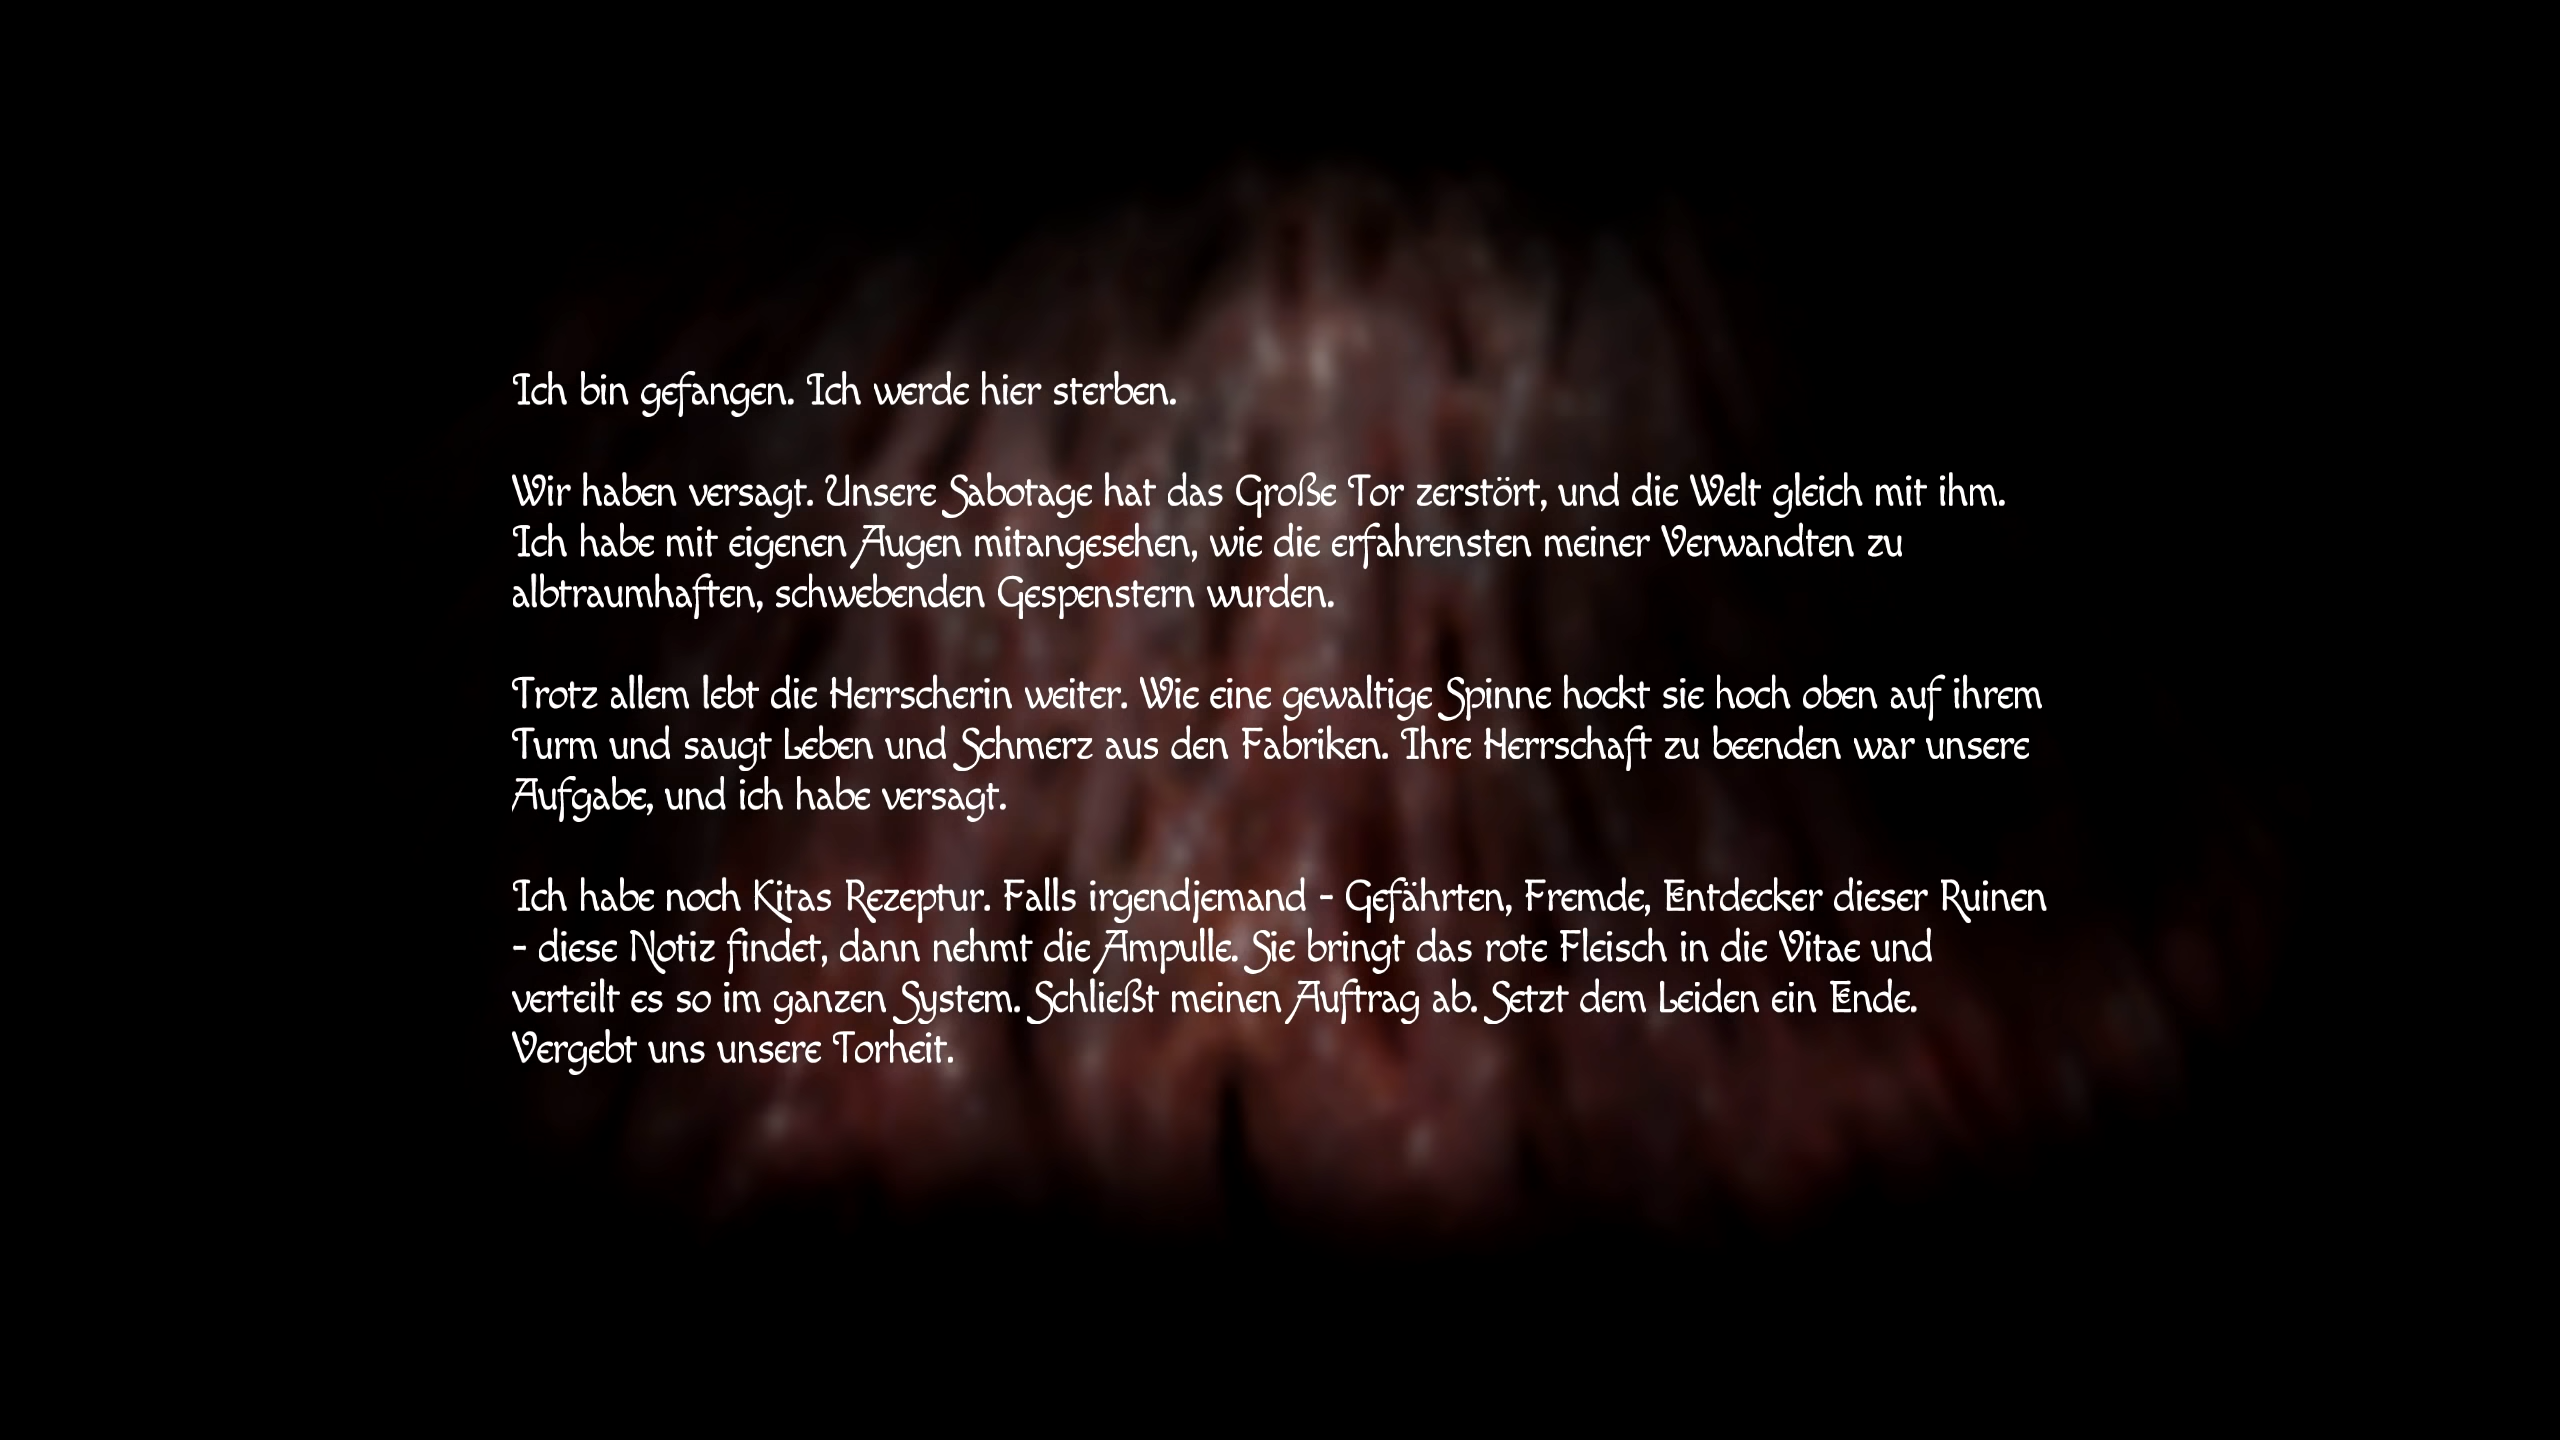 Ich bin gefangen. Ich werde hier sterben.
Wir haben versagt. Unsere Sabotage hat das Große Tor zerstört, und die Welt gleich mit ihm.
Ich habe mit eigenen Augen mitangesehen, wie die erfahrensten meiner Verwandten zu
albtraumhaften, schwebenden Gespenstern wurden.
Trotz allem lebt die Herrscherin weiter. Wie eine gewaltige Spinne hockt sie hoch oben auf ihrem
Turm und saugt Leben und Schmerz aus den Fabriken. Ihre Herrschaft zu beenden war unsere
Aufgabe, und ich habe versagt.
Ich habe noch Kitas Rezeptur. Falls irgendjemand - Gefährten, Fremde, Entdecker dieser Ruinen
- diese Notiz findet, dann nehmt die Ampulle. Sie bringt das rote Fleisch in die Vitae und
verteilt es so im ganzen System. Schließt meinen Auftrag ab. Setzt dem Leiden ein Ende.
Vergebt uns unsere Torheit.